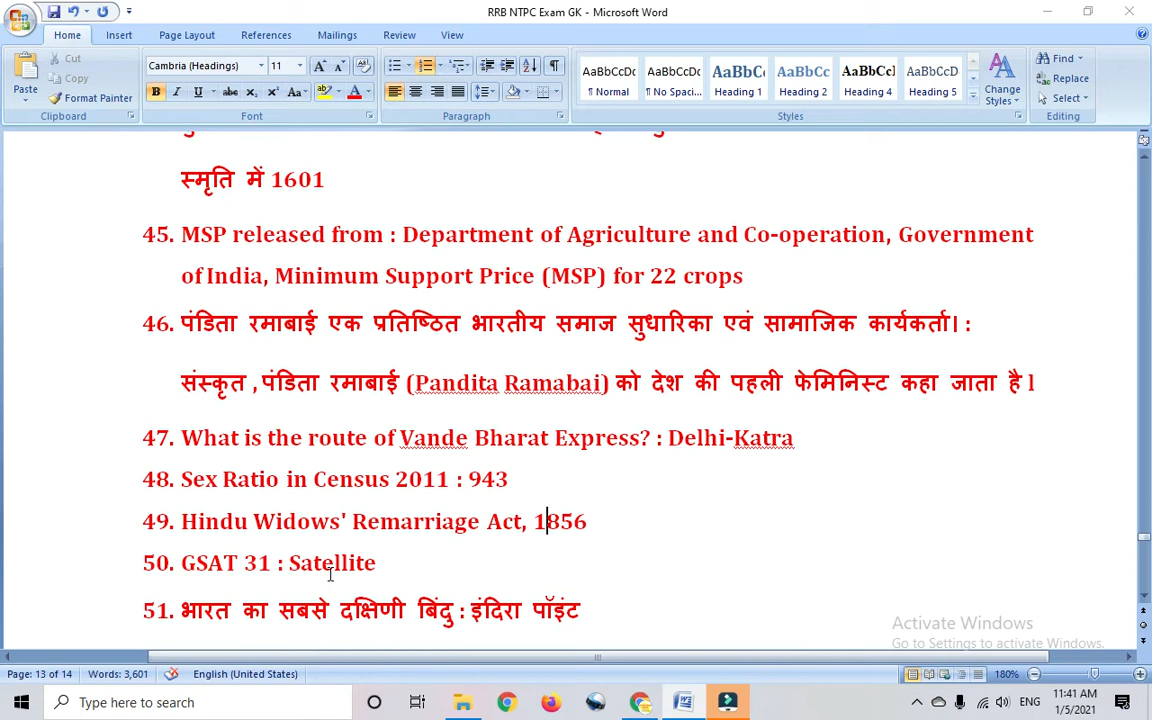 RRB NTPC Exam GK - Microsoft Word
Home Insert Page Layout References Mailings Review View
Paste
Cut
Copy
Format Painter
Clipboard
Cambria (Headings) 11
Font
Paragraph
AaBbCcDc AaBbCcDc AaBbC AaBbCc AaBbCcI AaBbCcD
¶ Normal ¶ No Spaci... Heading 1 Heading 2 Heading 4 Heading 5
Change Styles
Styles
Find
Replace
Select
Editing
स्मृति में 1601
45. MSP released from : Department of Agriculture and Co-operation, Government
of India, Minimum Support Price (MSP) for 22 crops
46. पंडिता रमाबाई एक प्रतिष्ठित भारतीय समाज सुधारिका एवं सामाजिक कार्यकर्ता। :
संस्कृत ,पंडिता रमाबाई (Pandita Ramabai) को देश की पहली फेमिनिस्ट कहा जाता है l
47. What is the route of Vande Bharat Express? : Delhi-Katra
48. Sex Ratio in Census 2011 : 943
49. Hindu Widows' Remarriage Act, 1856
50. GSAT 31 : Satellite
51. भारत का सबसे दक्षिणी बिंदु : इंदिरा पॉइंट
Activate Windows
Go to Settings to activate Windows.
Page: 13 of 14 Words: 3,601 English (United States) 180%
Type here to search
ENG
11:41 AM
1/5/2021